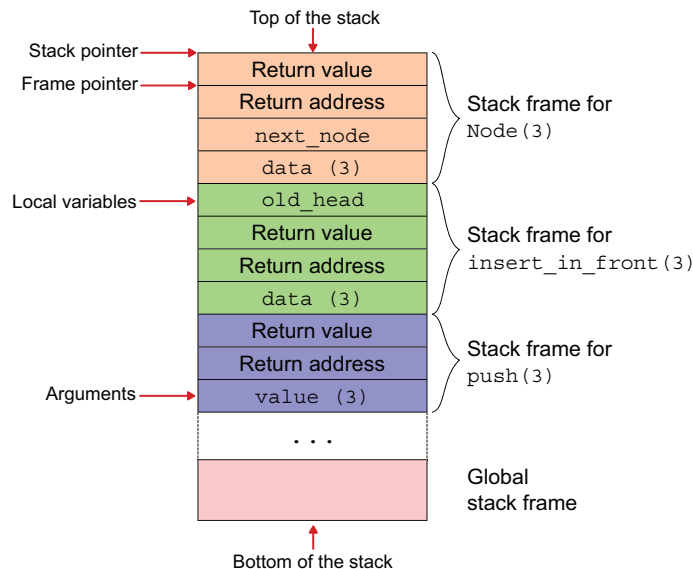 Top of the stack
Stack pointer
Return value
Frame pointer
Return address
next_node
data (3)
Stack frame for
Node(3)
Local variables
old_head
Return value
Return address
data (3)
Stack frame for
insert_in_front(3)
Return value
Return address
Arguments
value (3)
Stack frame for
push(3)
...
Global
stack frame
Bottom of the stack